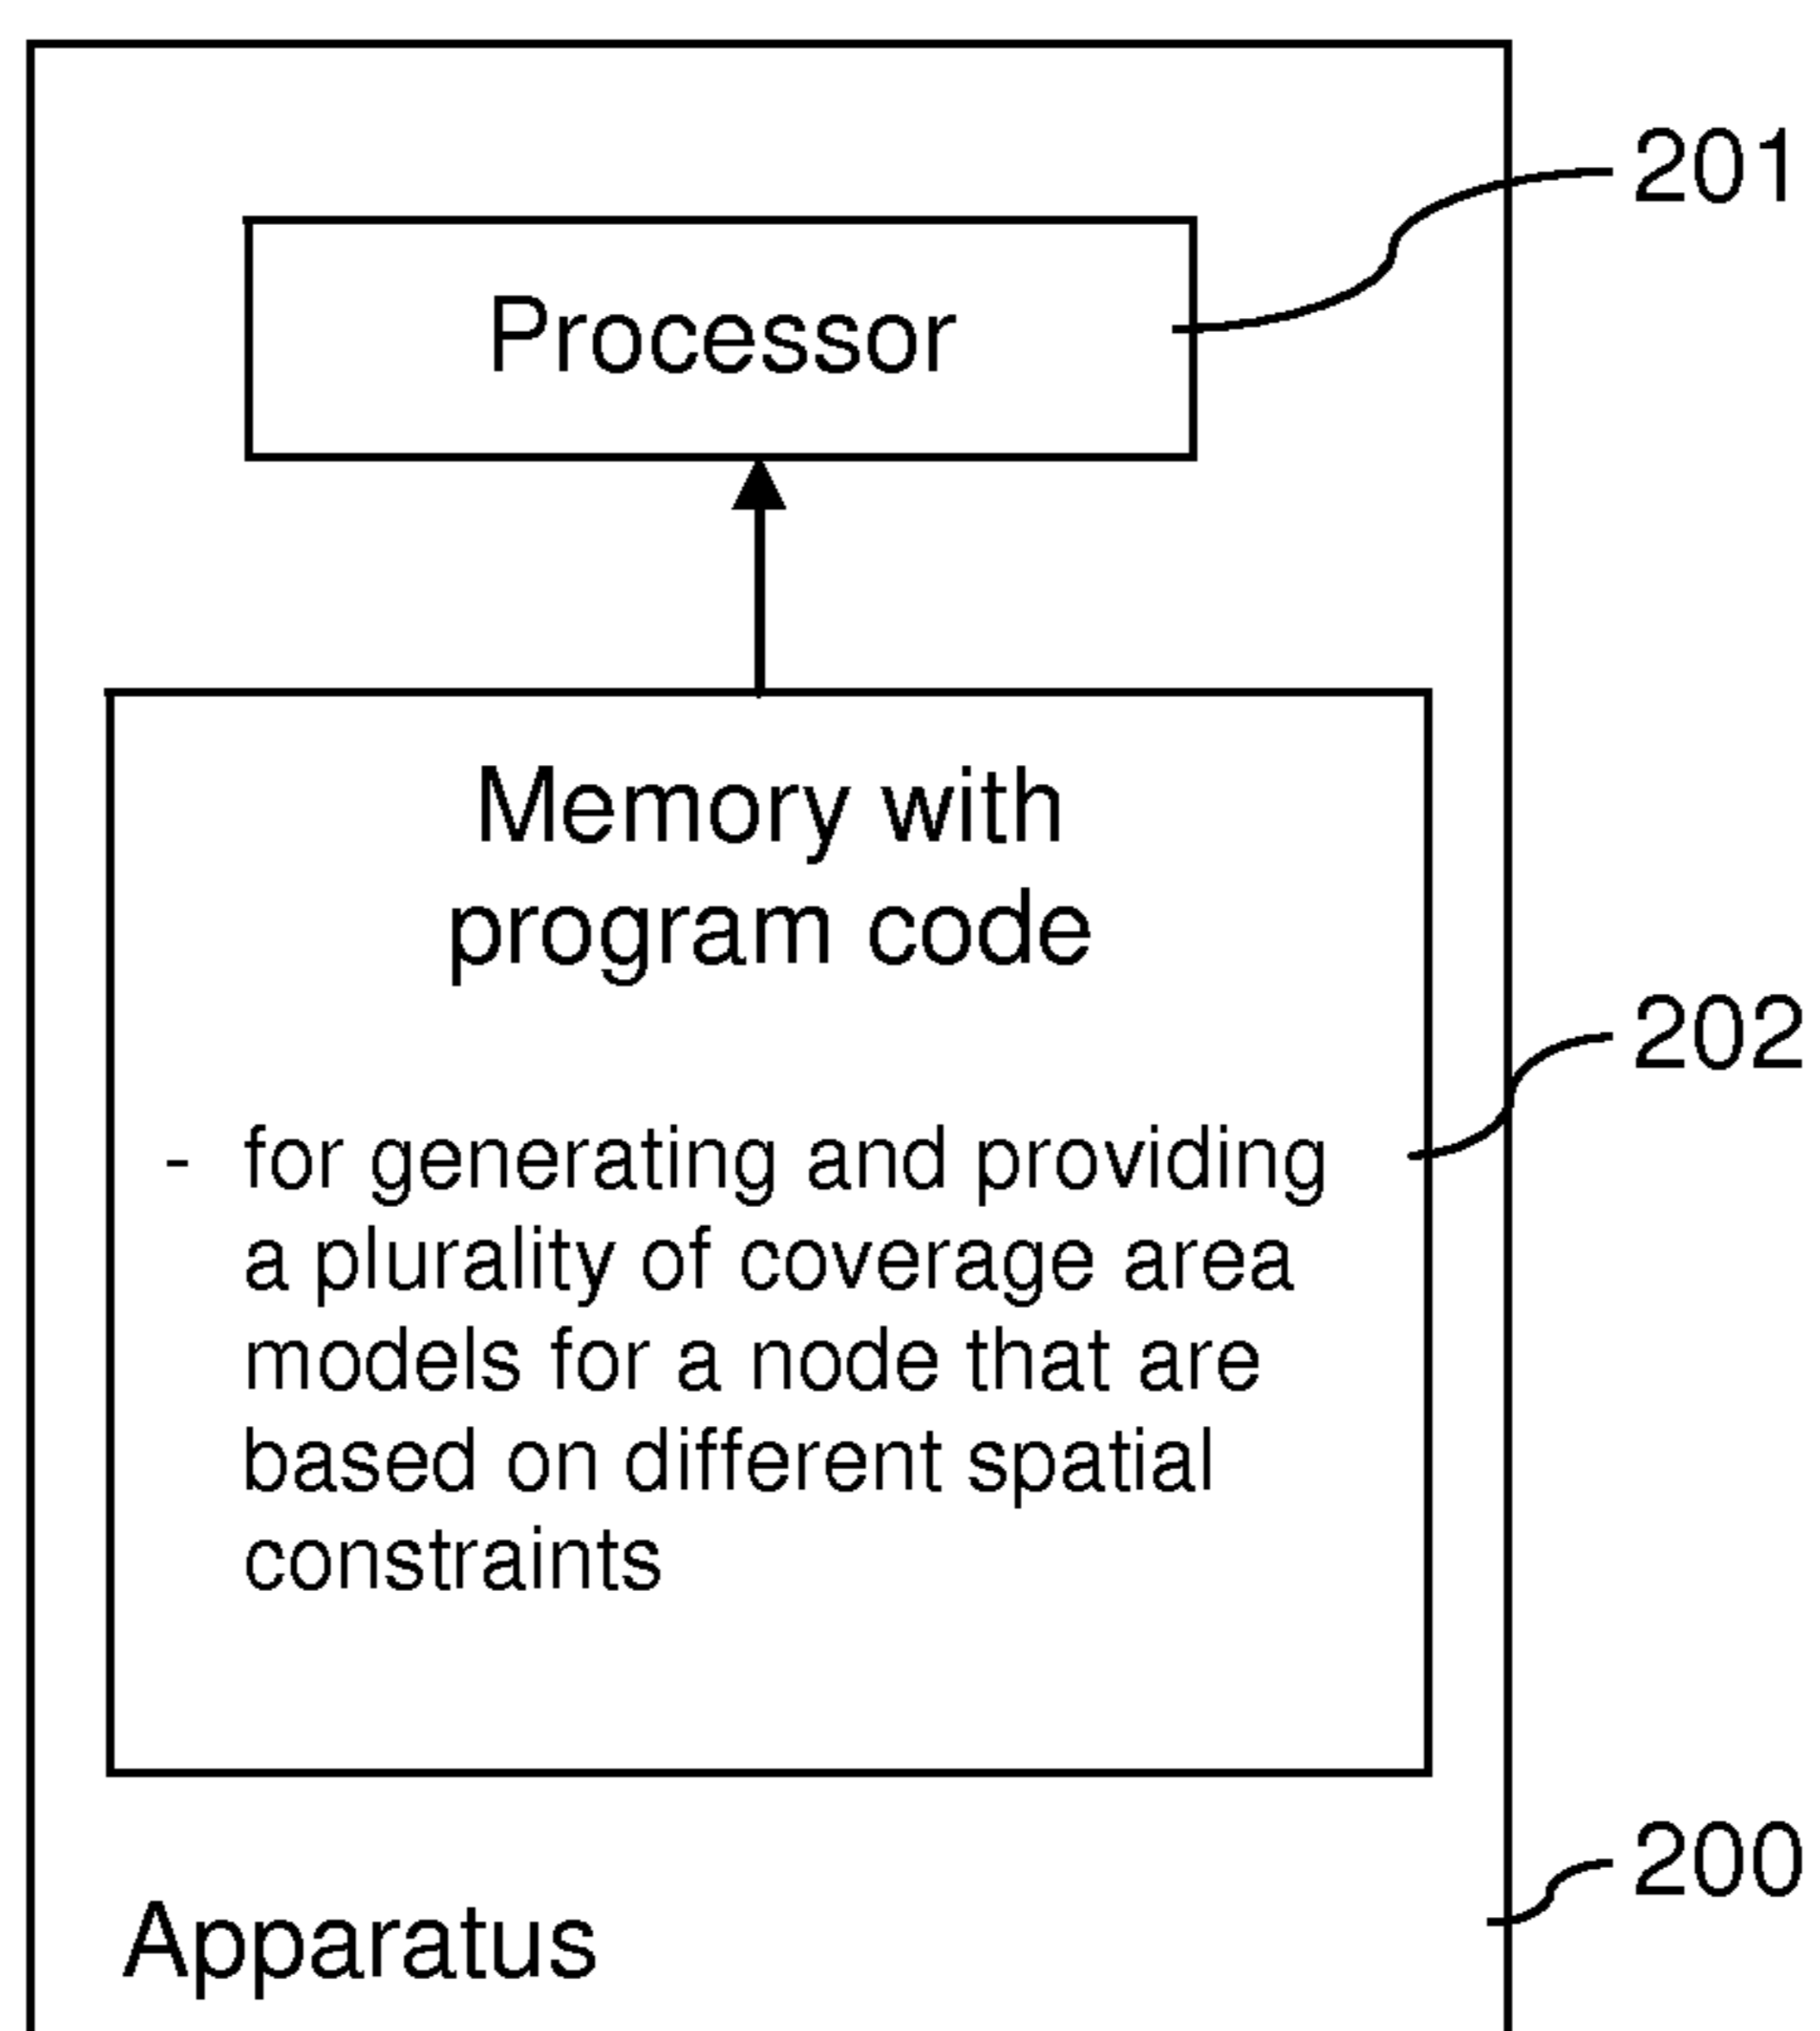 201
Processor
Memory with
program code
202
- for generating and providing
a plurality of coverage area
models for a node that are
based on different spatial
constraints
200
Apparatus